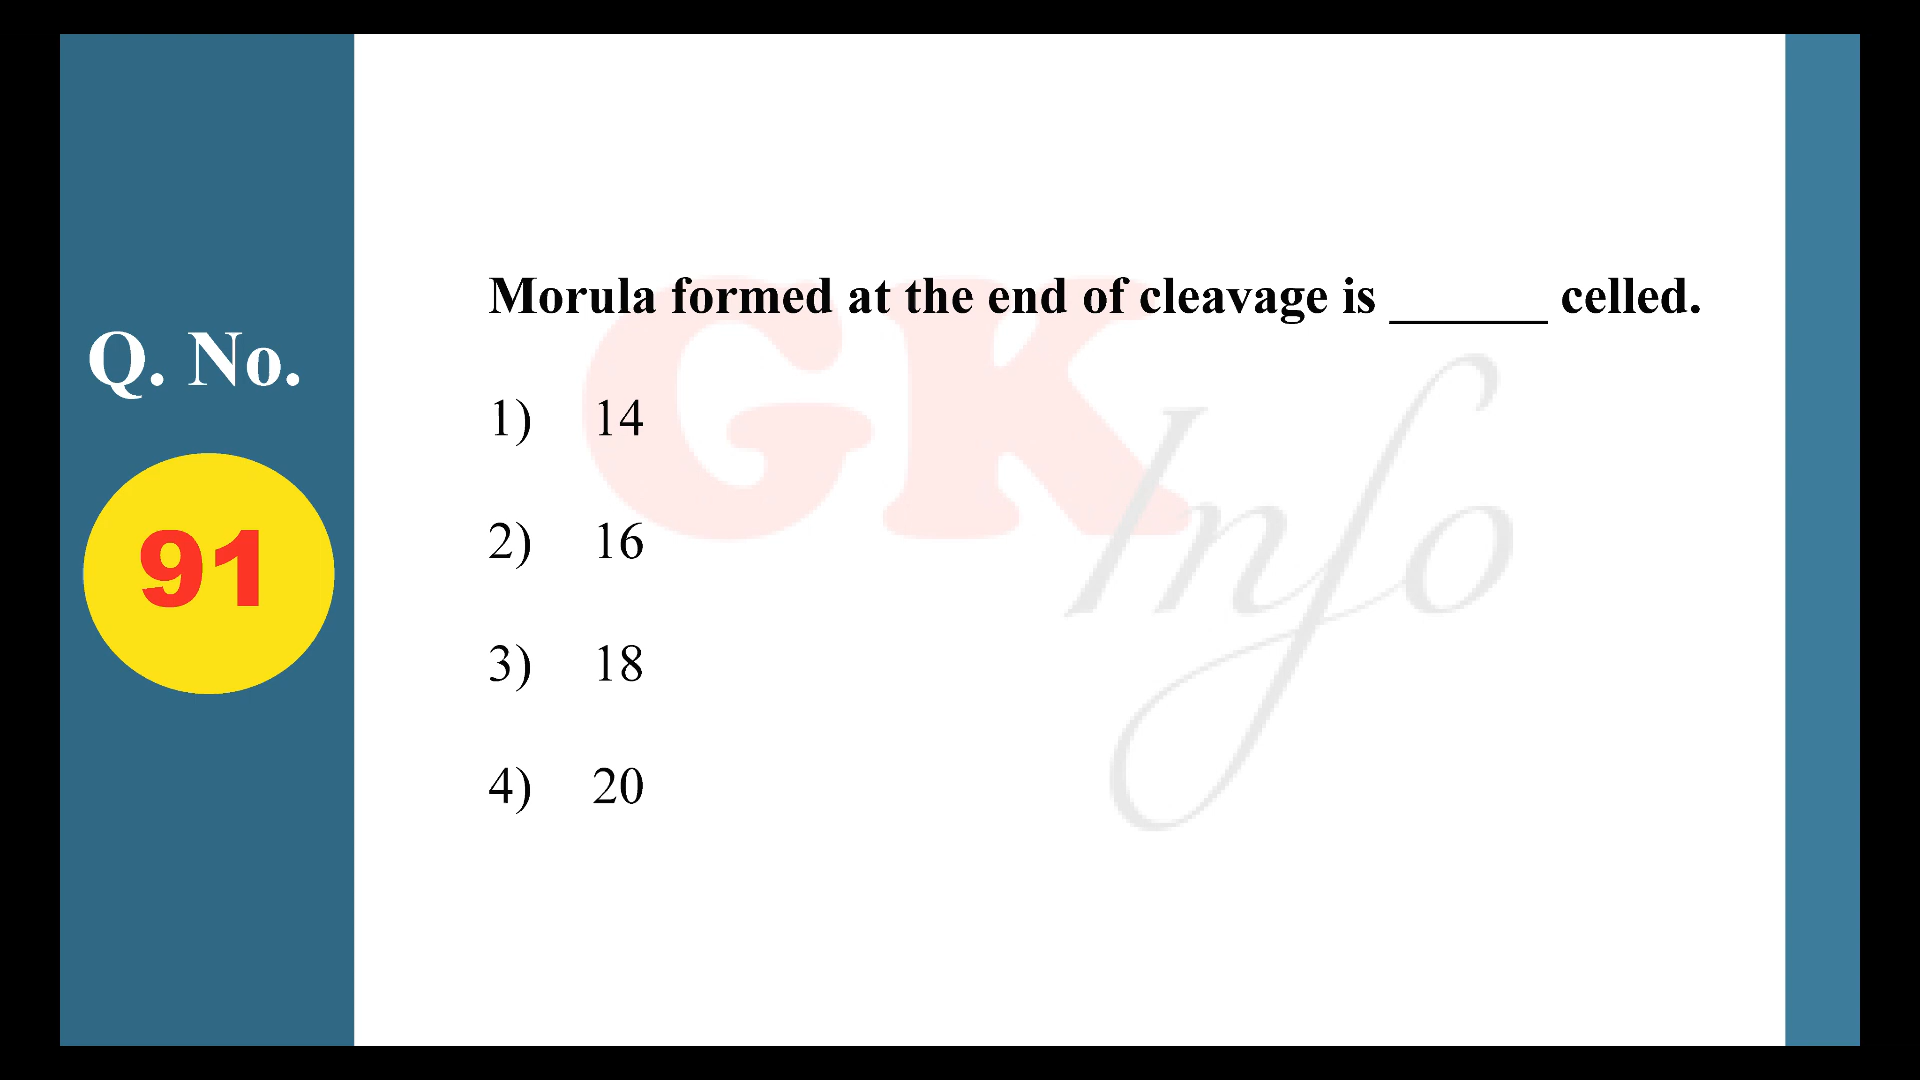 Q. No.
91
Morula formed at the end of cleavage is ______ celled.
1) 14
2) 16
3) 18
4) 20
GK
Info